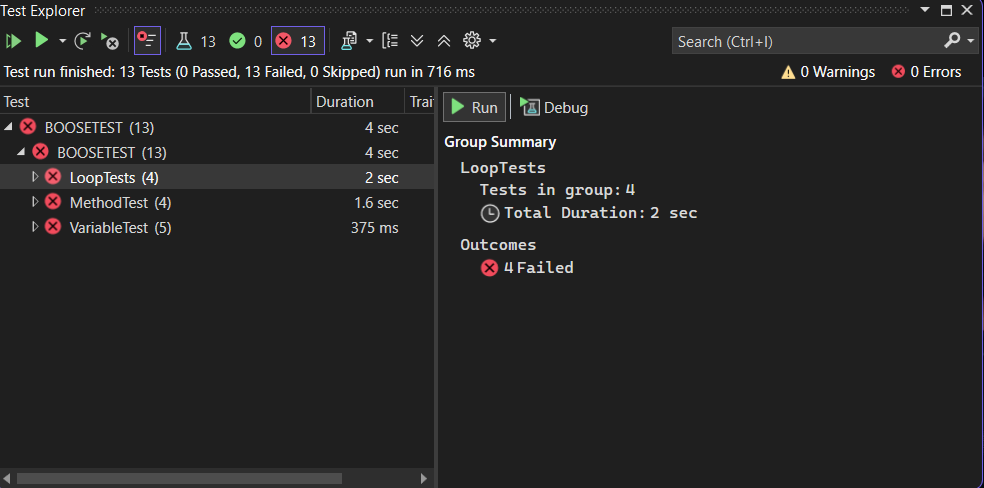 Test Explorer
13 0 13
Search (Ctrl+I)
Test run finished: 13 Tests (0 Passed, 13 Failed, 0 Skipped) run in 716 ms
0 Warnings 0 Errors
Test Duration Trai
BOOSETEST (13) 4 sec
BOOSETEST (13) 4 sec
LoopTests (4) 2 sec
MethodTest (4) 1.6 sec
VariableTest (5) 375 ms
Run Debug
Group Summary
LoopTests
Tests in group: 4
Total Duration: 2 sec
Outcomes
4 Failed